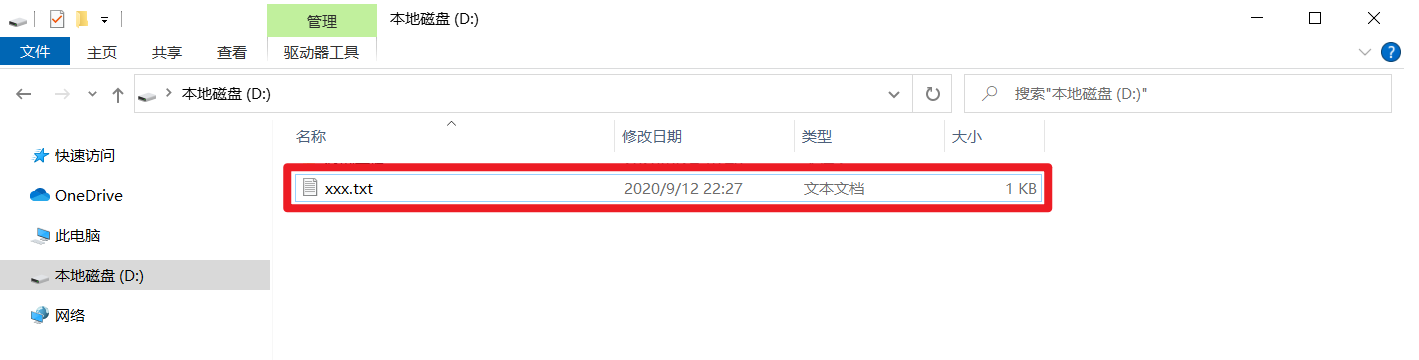 管理
本地磁盘 (D:)
文件
主页
共享
查看
驱动器工具
?
本地磁盘 (D:)
搜索"本地磁盘 (D:)"
名称
修改日期
类型
大小
快速访问
OneDrive
此电脑
本地磁盘 (D:)
网络
xxx.txt
2020/9/12 22:27
文本文档
1 KB